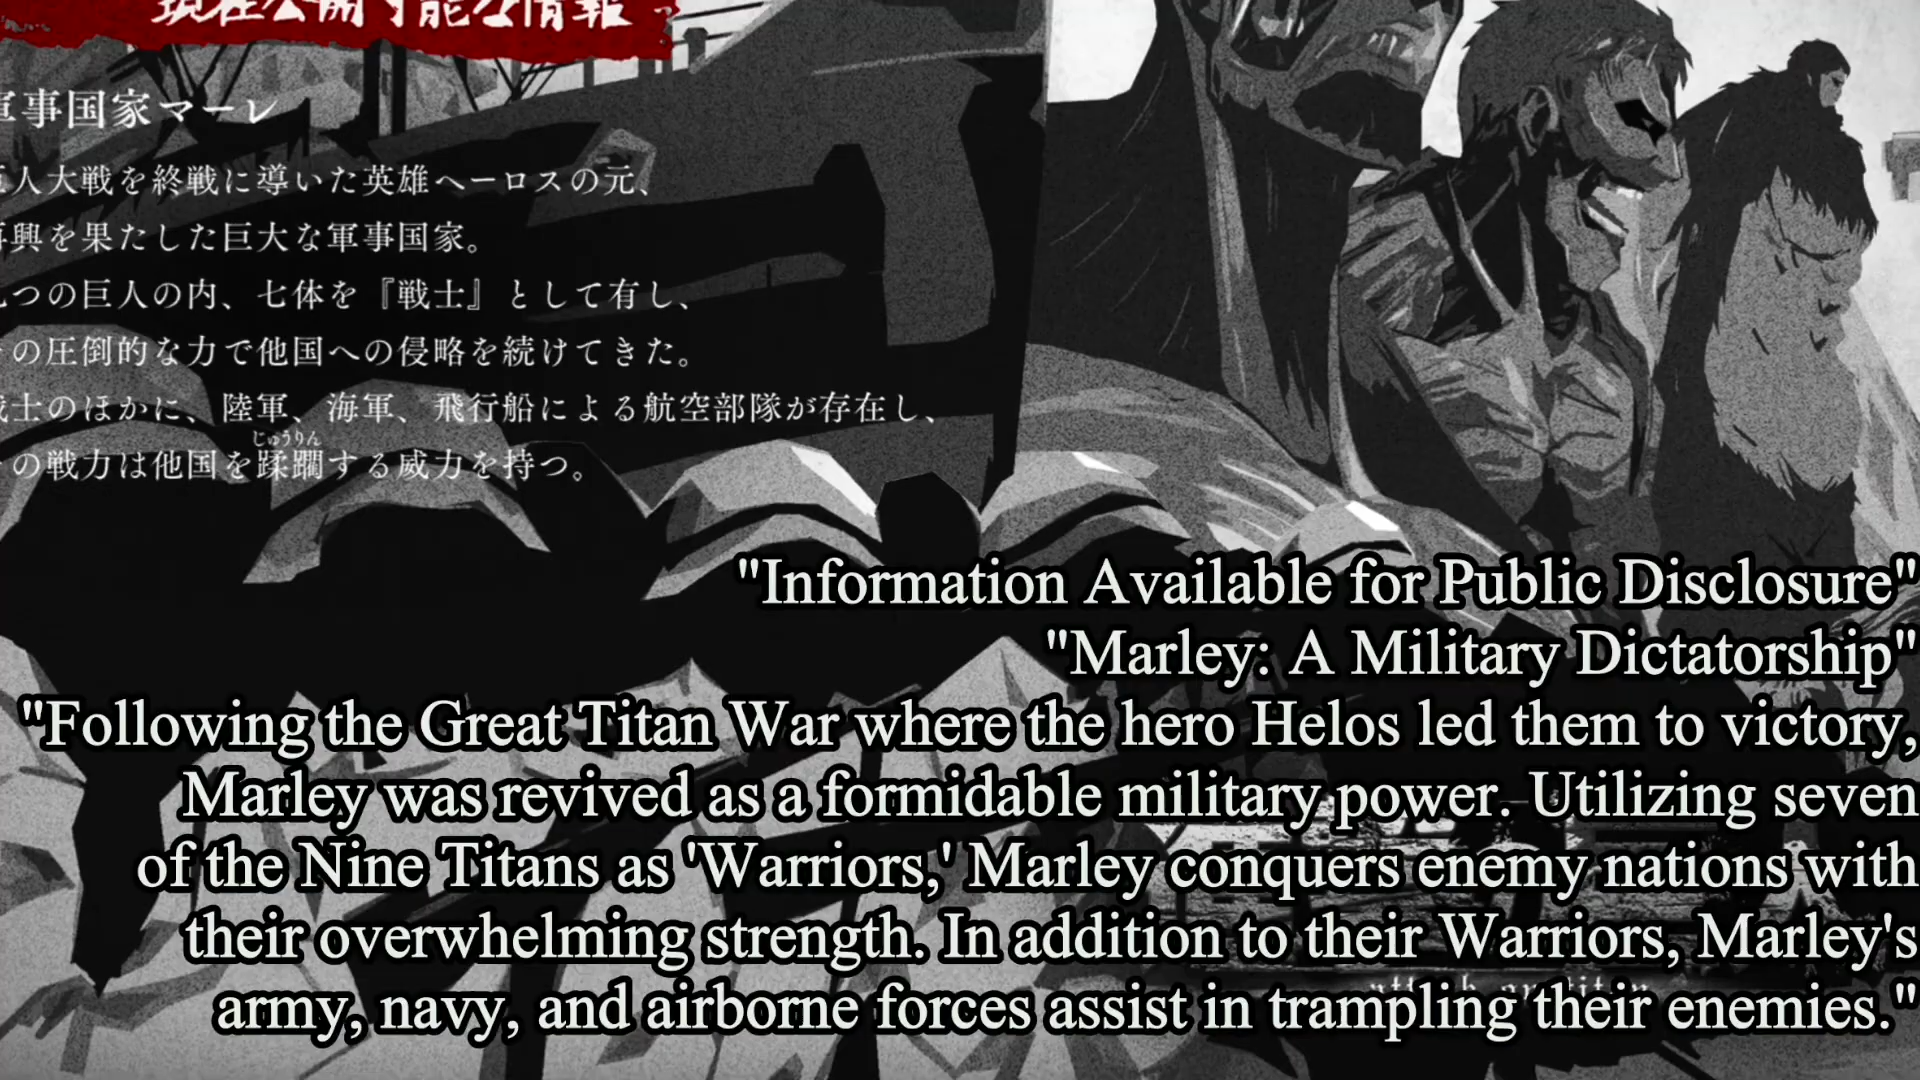 現在公開可能な情報
軍事国家マーレ
巨人大戦を終戦に導いた英雄ヘーロスの元、
再興を果たした巨大な軍事国家。
九つの巨人の内、七体を『戦士』として有し、
その圧倒的な力で他国への侵略を続けてきた。
戦士のほかに、陸軍、海軍、飛行船による航空部隊が存在し、
じゅうりん
その戦力は他国を蹂躙する威力を持つ。
"Information Available for Public Disclosure"
"Marley: A Military Dictatorship"
"Following the Great Titan War where the hero Helos led them to victory,
Marley was revived as a formidable military power. Utilizing seven
of the Nine Titans as 'Warriors,' Marley conquers enemy nations with
their overwhelming strength. In addition to their Warriors, Marley's
attack on titan
army, navy, and airborne forces assist in trampling their enemies."